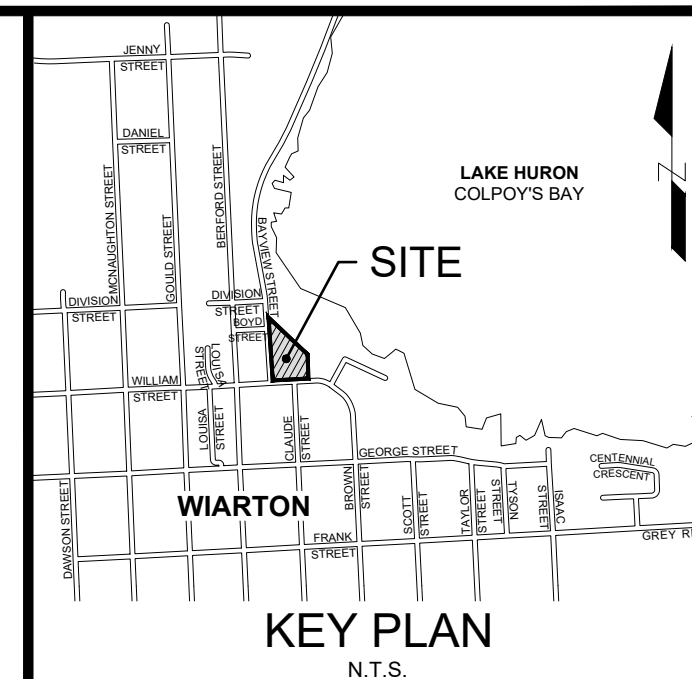 JENNY
STREET
DANIEL
STREET
MCNAUGHTON STREET
GOULD STREET
BERFORD STREET
BAYVIEW STREET
LAKE HURON
COLPOY'S BAY
SITE
DIVISION
STREET
DIVISION
STREET
BOYD
STREET
LOUISA
STREET
WILLIAM
STREET
LOUISA
STREET
CLAUDE
STREET
GEORGE STREET
BROWN
STREET
SCOTT
STREET
TAYLOR
STREET
TYSON
STREET
ISAAC
STREET
CENTENNIAL
CRESCENT
WIARTON
DAWSON STREET
FRANK
STREET
GREY R
KEY PLAN
N.T.S.